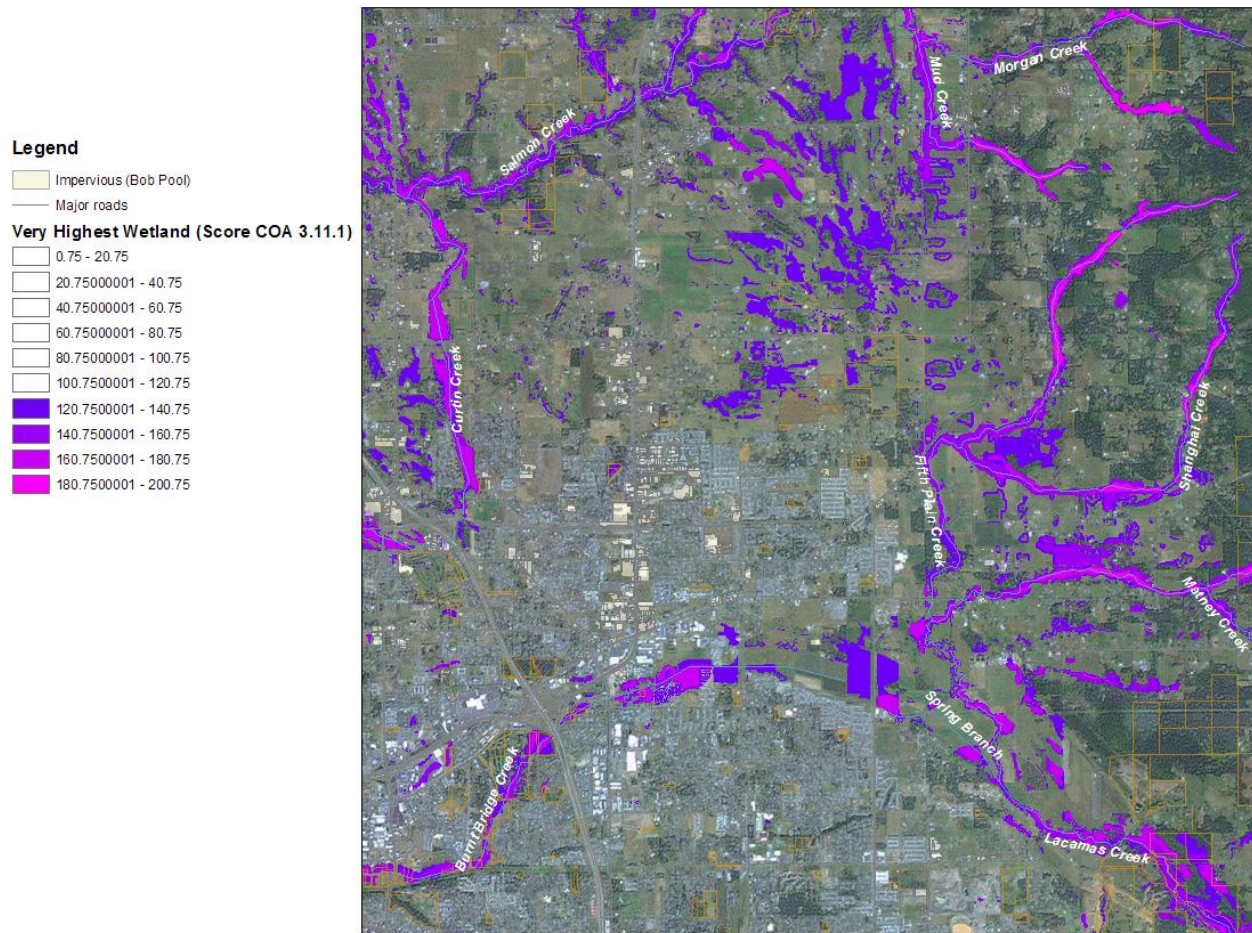 Legend
Impervious (Bob Pool)
Major roads
Very Highest Wetland (Score COA 3.11.1)
0.75 - 20.75
20.75000001 - 40.75
40.75000001 - 60.75
60.75000001 - 80.75
80.75000001 - 100.75
100.7500001 - 120.75
120.7500001 - 140.75
140.7500001 - 160.75
160.7500001 - 180.75
180.7500001 - 200.75
Mud Creek
Morgan Creek
Salmon Creek
Curtin Creek
Fifth Plain Creek
Shanghai Creek
Matney Creek
Spring Branch
Burnt Bridge Creek
Lacamas Creek